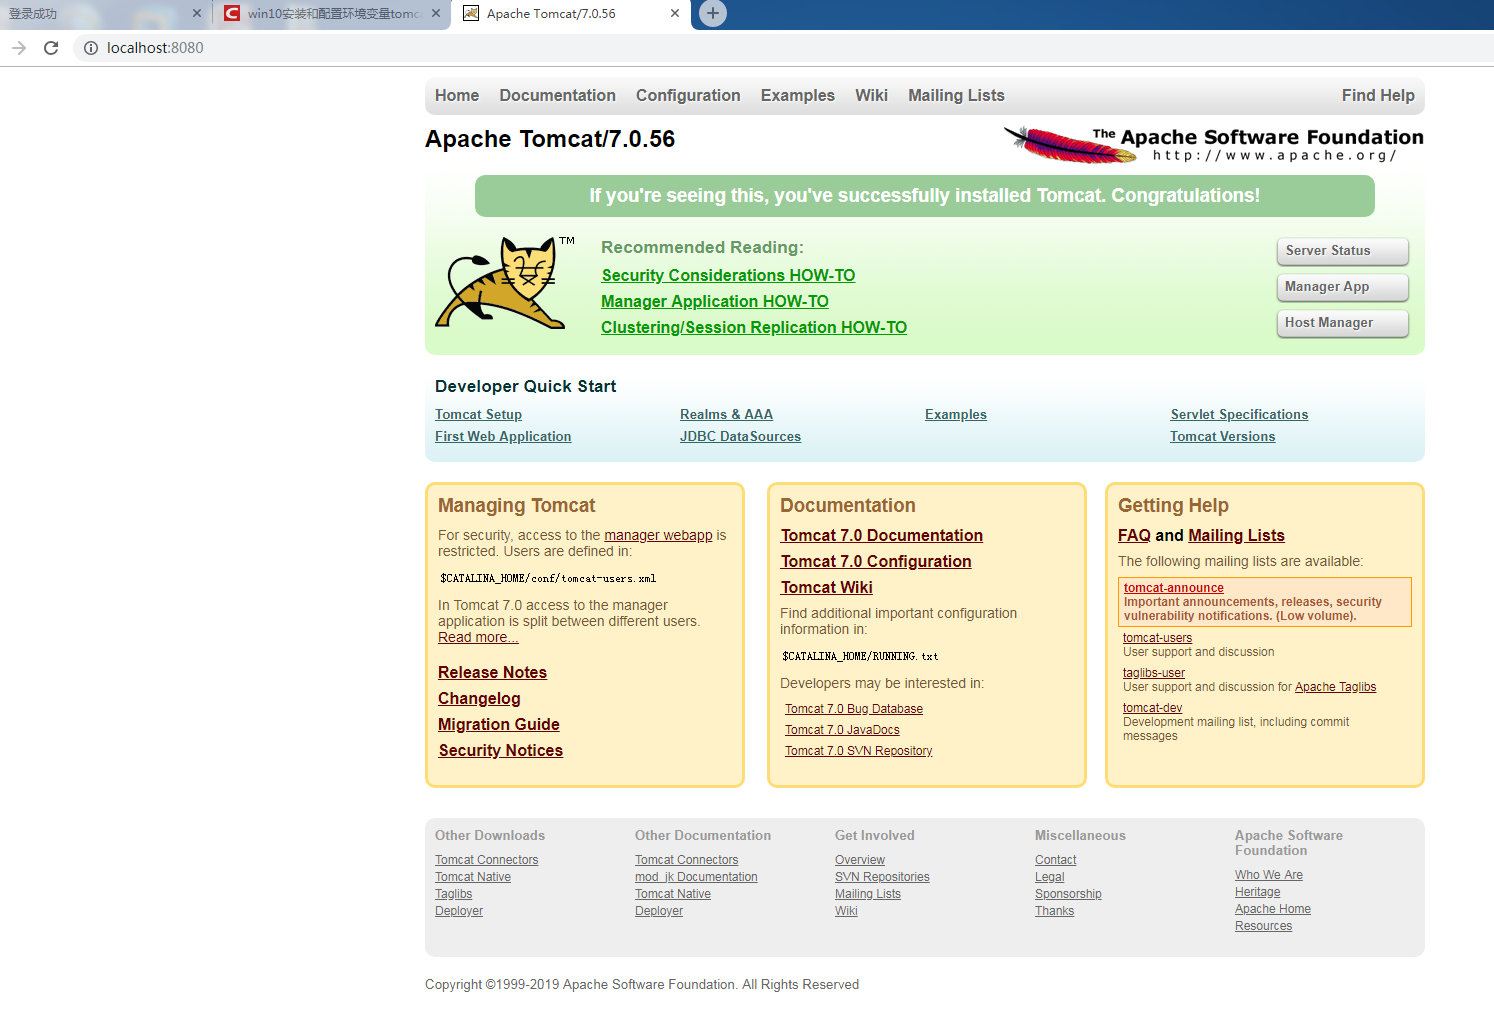 登录成功
win10安装和配置环境变量tomc
Apache Tomcat/7.0.56
localhost:8080
Home Documentation Configuration Examples Wiki Mailing Lists Find Help
Apache Tomcat/7.0.56
The Apache Software Foundation
http://www.apache.org/
If you're seeing this, you've successfully installed Tomcat. Congratulations!
TM
Recommended Reading:
Security Considerations HOW-TO
Manager Application HOW-TO
Clustering/Session Replication HOW-TO
Server Status
Manager App
Host Manager
Developer Quick Start
Tomcat Setup
First Web Application
Realms & AAA
JDBC DataSources
Examples
Servlet Specifications
Tomcat Versions
Managing Tomcat
For security, access to the manager webapp is
restricted. Users are defined in:
$CATALINA_HOME/conf/tomcat-users.xml
In Tomcat 7.0 access to the manager
application is split between different users.
Read more...
Release Notes
Changelog
Migration Guide
Security Notices
Documentation
Tomcat 7.0 Documentation
Tomcat 7.0 Configuration
Tomcat Wiki
Find additional important configuration
information in:
$CATALINA_HOME/RUNNING.txt
Developers may be interested in:
Tomcat 7.0 Bug Database
Tomcat 7.0 JavaDocs
Tomcat 7.0 SVN Repository
Getting Help
FAQ and Mailing Lists
The following mailing lists are available:
tomcat-announce
Important announcements, releases, security
vulnerability notifications. (Low volume).
tomcat-users
User support and discussion
taglibs-user
User support and discussion for Apache Taglibs
tomcat-dev
Development mailing list, including commit
messages
Other Downloads
Tomcat Connectors
Tomcat Native
Taglibs
Deployer
Other Documentation
Tomcat Connectors
mod_jk Documentation
Tomcat Native
Deployer
Get Involved
Overview
SVN Repositories
Mailing Lists
Wiki
Miscellaneous
Contact
Legal
Sponsorship
Thanks
Apache Software
Foundation
Who We Are
Heritage
Apache Home
Resources
Copyright ©1999-2019 Apache Software Foundation. All Rights Reserved